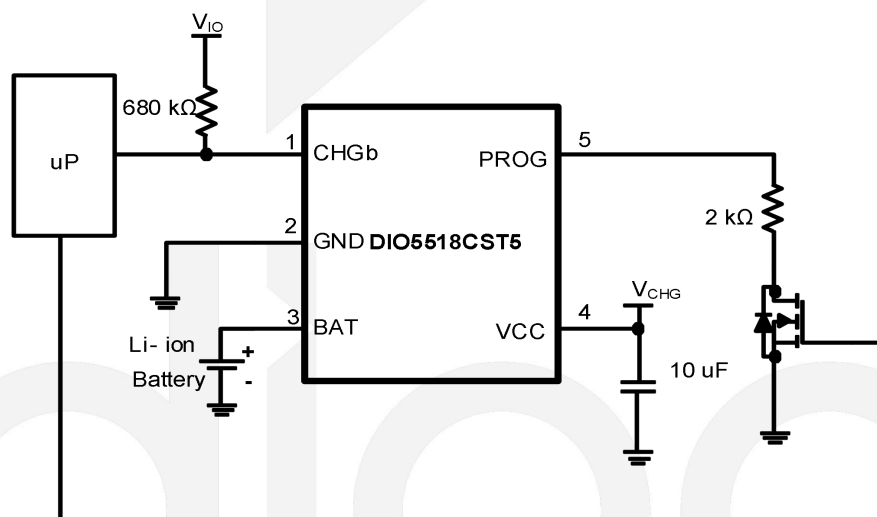 V_IO
680 kΩ
uP
1
CHGb
PROG
5
2
GND
DIO5518CST5
2 kΩ
3
BAT
VCC
4
V_CHG
Li- ion
Battery
+
-
10 uF